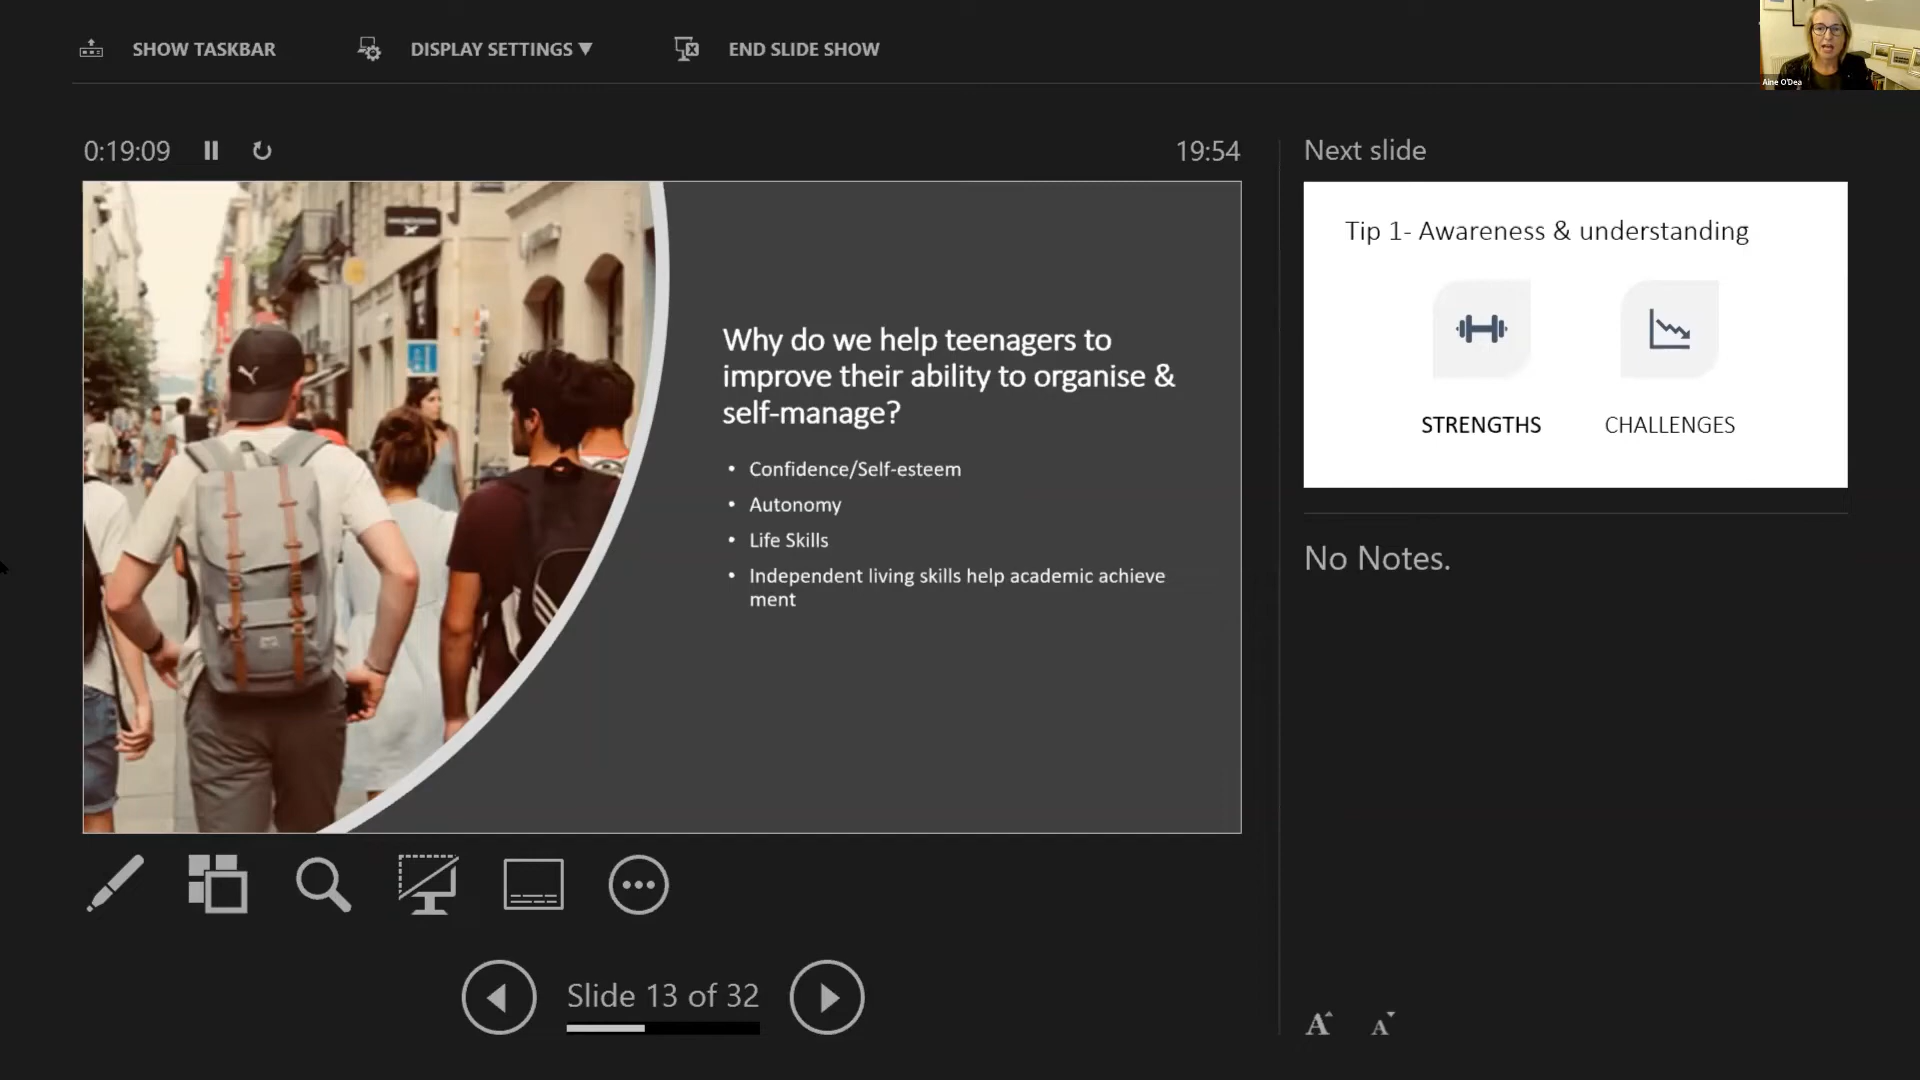 SHOW TASKBAR
DISPLAY SETTINGS ▼
END SLIDE SHOW
Aine O'Dea
0:19:09
19:54
Next slide
Why do we help teenagers to
improve their ability to organise &
self-manage?
• Confidence/Self-esteem
• Autonomy
• Life Skills
• Independent living skills help academic achieve
ment
Tip 1- Awareness & understanding
STRENGTHS
CHALLENGES
No Notes.
Slide 13 of 32
A
A